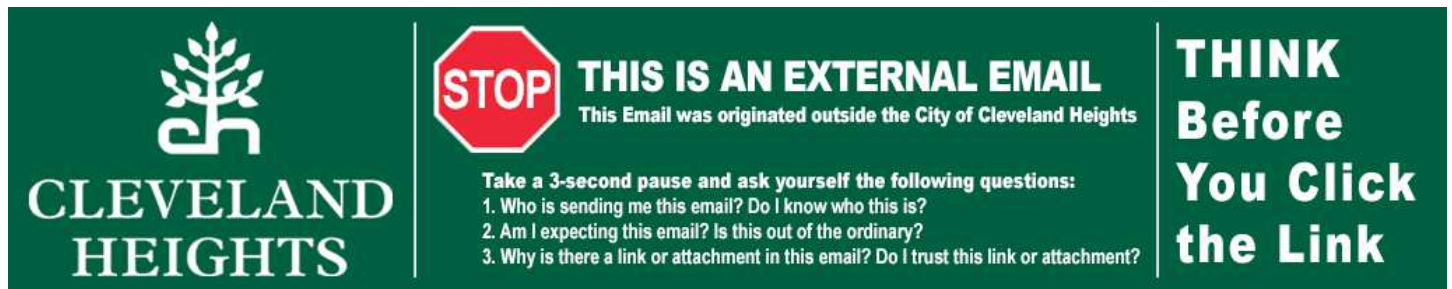 ch
CLEVELAND
HEIGHTS
STOP
THIS IS AN EXTERNAL EMAIL
This Email was originated outside the City of Cleveland Heights
Take a 3-second pause and ask yourself the following questions:
1. Who is sending me this email? Do I know who this is?
2. Am I expecting this email? Is this out of the ordinary?
3. Why is there a link or attachment in this email? Do I trust this link or attachment?
THINK
Before
You Click
the Link